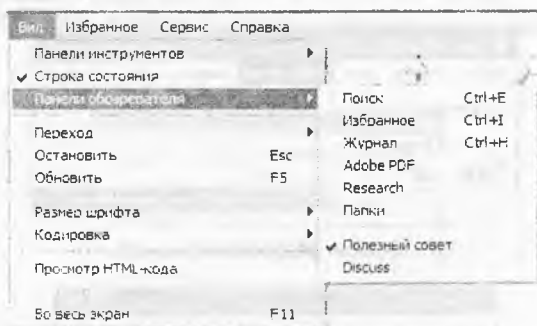 Вид Избранное Сервис Справка
Панели инструментов
Строка состояния
Панели обозревателя
Переход
Остановить Esc
Обновить F5
Размер шрифта
Кодировка
Просмотр HTML-кода
Во весь экран F11
Поиск Ctrl+E
Избранное Ctrl+I
Журнал Ctrl+H
Adobe PDF
Research
Папки
Полезный совет
Discuss